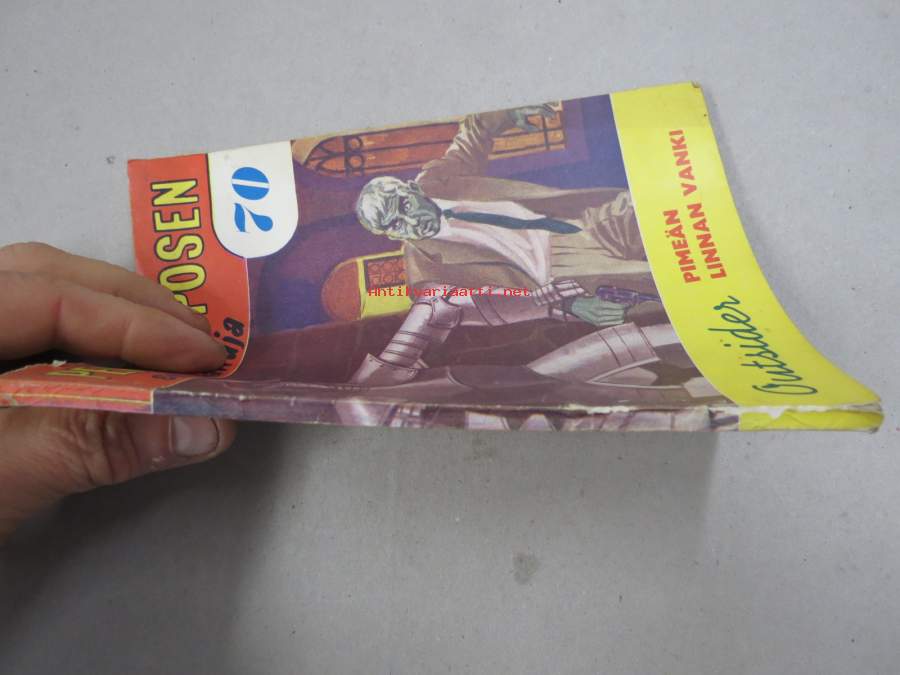 POSEN
70
Antikvariaatti.net
Outsider
PIMEÄN
LINNAN VANKI